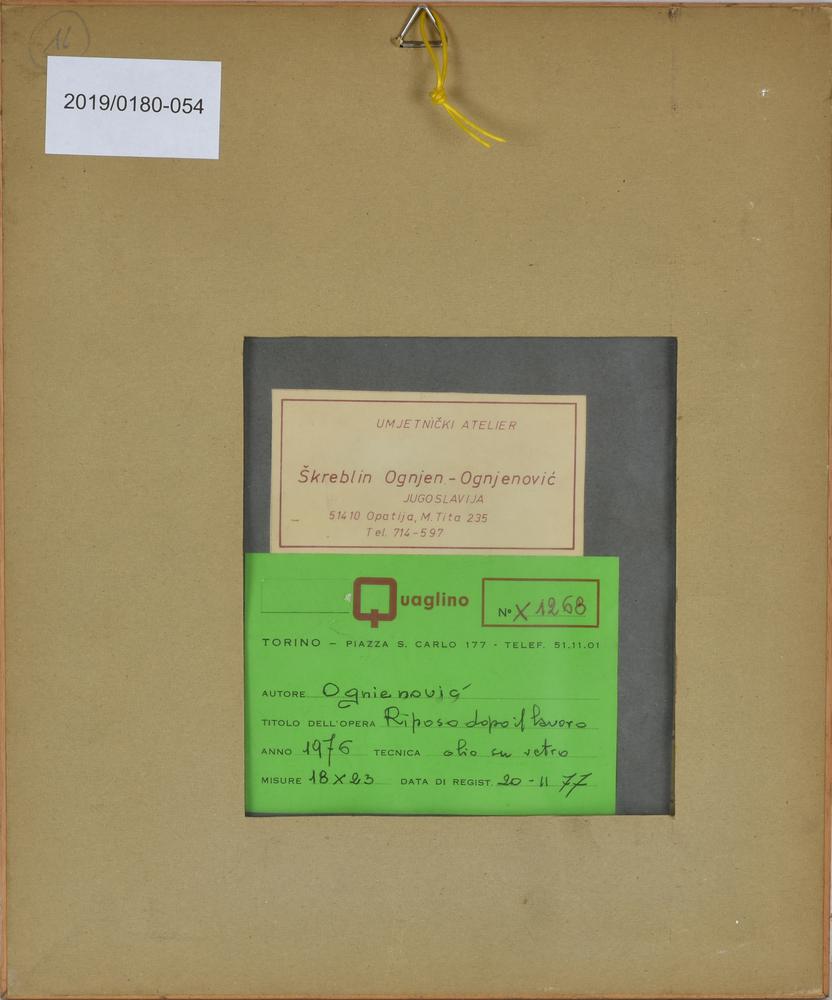 16
2019/0180-054
UMJETNIČKI ATELIER
Škreblin Ognjen - Ognjenović
JUGOSLAVIJA
51410 Opatija, M. Tita 235
Tel. 714-597
Quaglino
N° X 1268
TORINO – PIAZZA S. CARLO 177 - TELEF. 51.11.01
AUTORE Ognienović
TITOLO DELL'OPERA Riposo dopo il lavoro
ANNO 1976 TECNICA olio su vetro
MISURE 18 X 23 DATA DI REGIST. 20-11 77